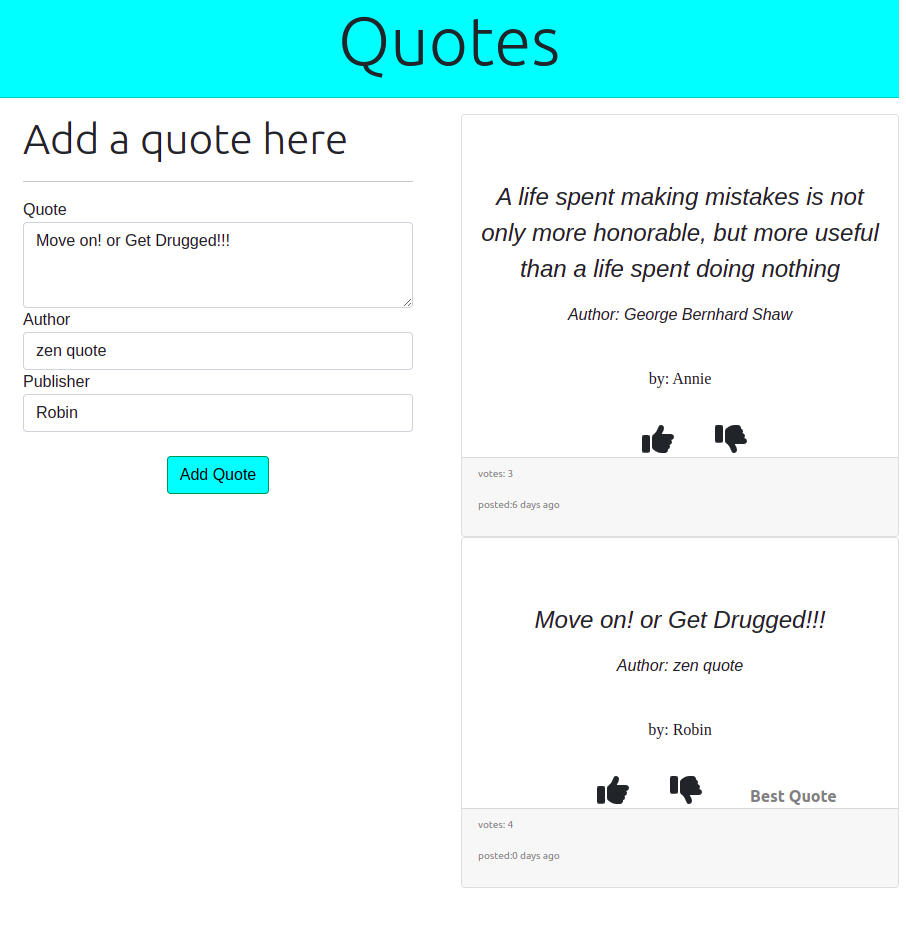 Quotes
Add a quote here
Quote
Move on! or Get Drugged!!!
Author
zen quote
Publisher
Robin
Add Quote
A life spent making mistakes is not
only more honorable, but more useful
than a life spent doing nothing
Author: George Bernhard Shaw
by: Annie
votes: 3
posted:6 days ago
Move on! or Get Drugged!!!
Author: zen quote
by: Robin
Best Quote
votes: 4
posted:0 days ago